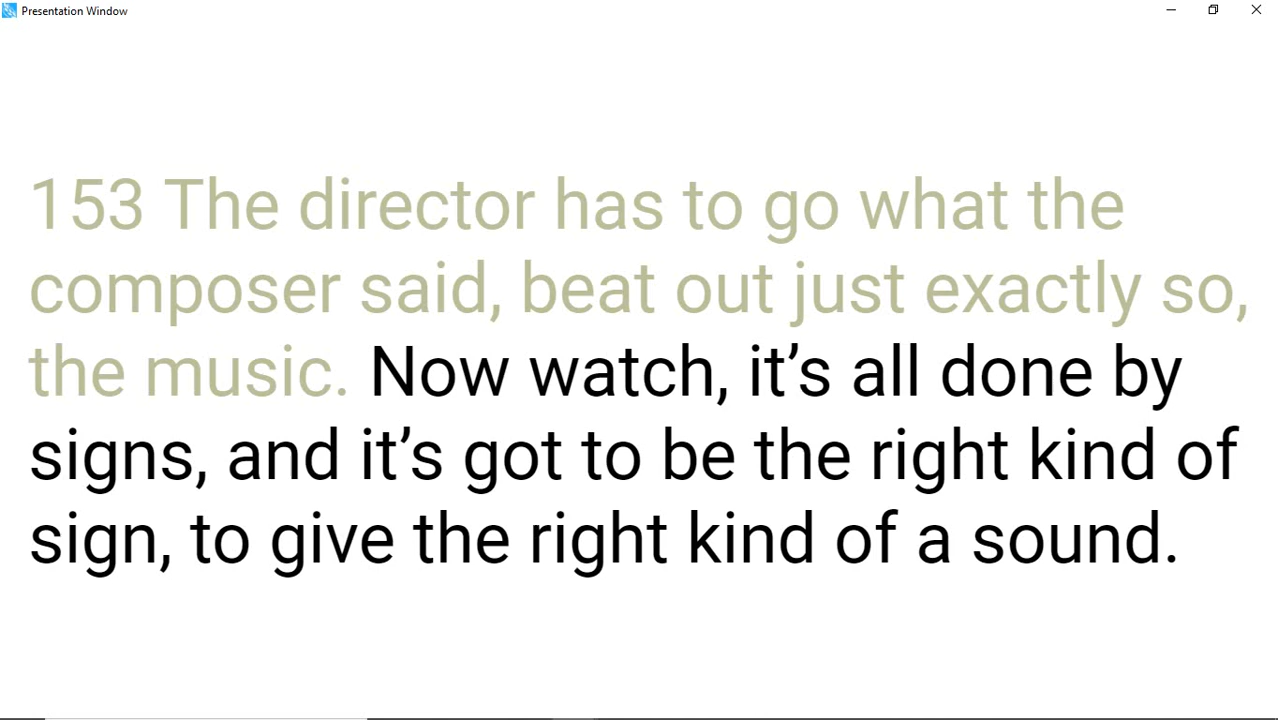 Presentation Window
153 The director has to go what the
composer said, beat out just exactly so,
the music. Now watch, it’s all done by
signs, and it’s got to be the right kind of
sign, to give the right kind of a sound.